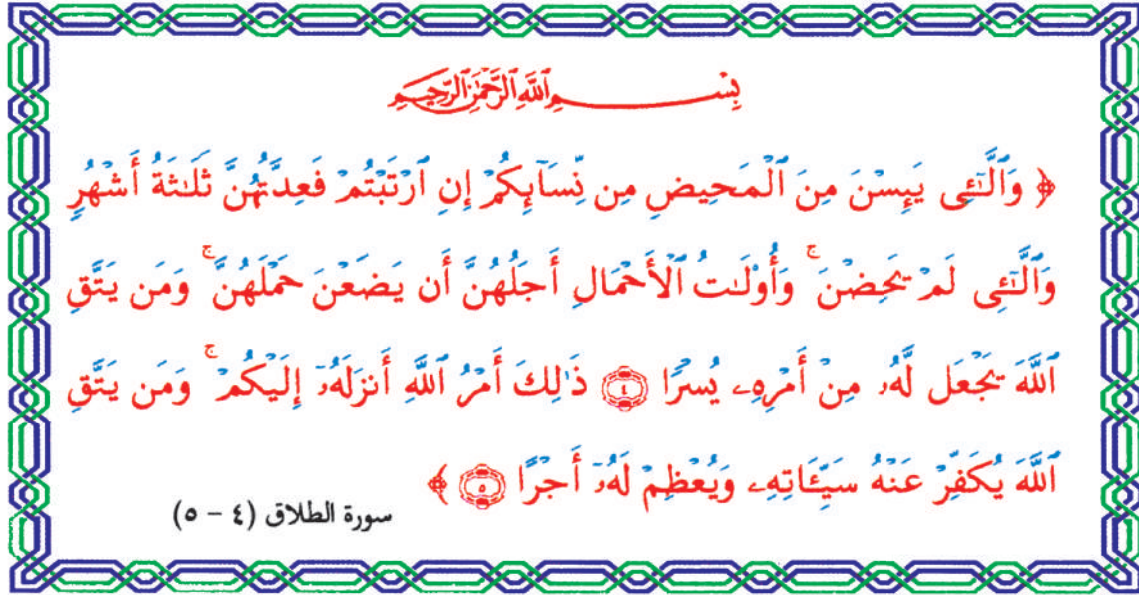 بِسْمِ ٱللَّهِ ٱلرَّحْمَٰنِ ٱلرَّحِيمِ
﴿ وَٱلَّـٰٓـِٔى يَئِسْنَ مِنَ ٱلْمَحِيضِ مِن نِّسَآئِكُمْ إِنِ ٱرْتَبْتُمْ فَعِدَّتُهُنَّ ثَلَـٰثَةُ أَشْهُرٍ
وَٱلَّـٰٓـِٔى لَمْ يَحِضْنَ ۚ وَأُو۟لَـٰتُ ٱلْأَحْمَالِ أَجَلُهُنَّ أَن يَضَعْنَ حَمْلَهُنَّ ۚ وَمَن يَتَّقِ
ٱللَّهَ يَجْعَل لَّهُۥ مِنْ أَمْرِهِۦ يُسْرًا ٤ ذَٰلِكَ أَمْرُ ٱللَّهِ أَنزَلَهُۥٓ إِلَيْكُمْ ۚ وَمَن يَتَّقِ
ٱللَّهَ يُكَفِّرْ عَنْهُ سَيِّـَٔاتِهِۦ وَيُعْظِمْ لَهُۥٓ أَجْرًا ٥ ﴾
سورة الطلاق (٤ - ٥)